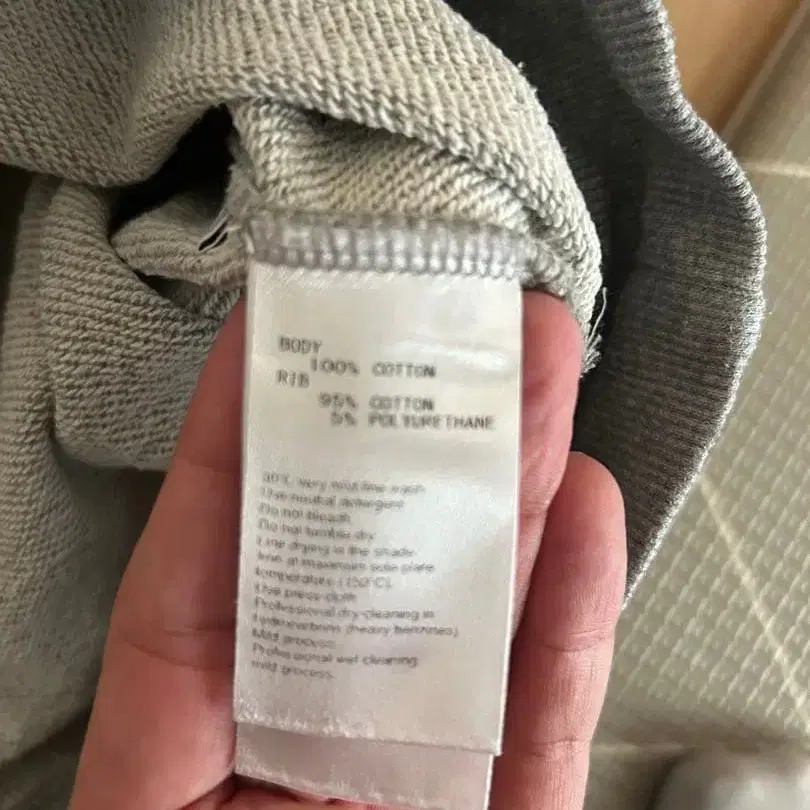 BODY
100% COTTON
RIB
95% COTTON
5% POLYURETHANE
30°C very mild fine wash
Use neutral detergent
Do not bleach
Do not tumble dry
Line drying in the shade
Iron at maximum sole plate
temperature (150°C).
Use press cloth
Professional dry-cleaning in
hydrocarbons (heavy benzines)
Mild process
Professional wet cleaning
mild process.